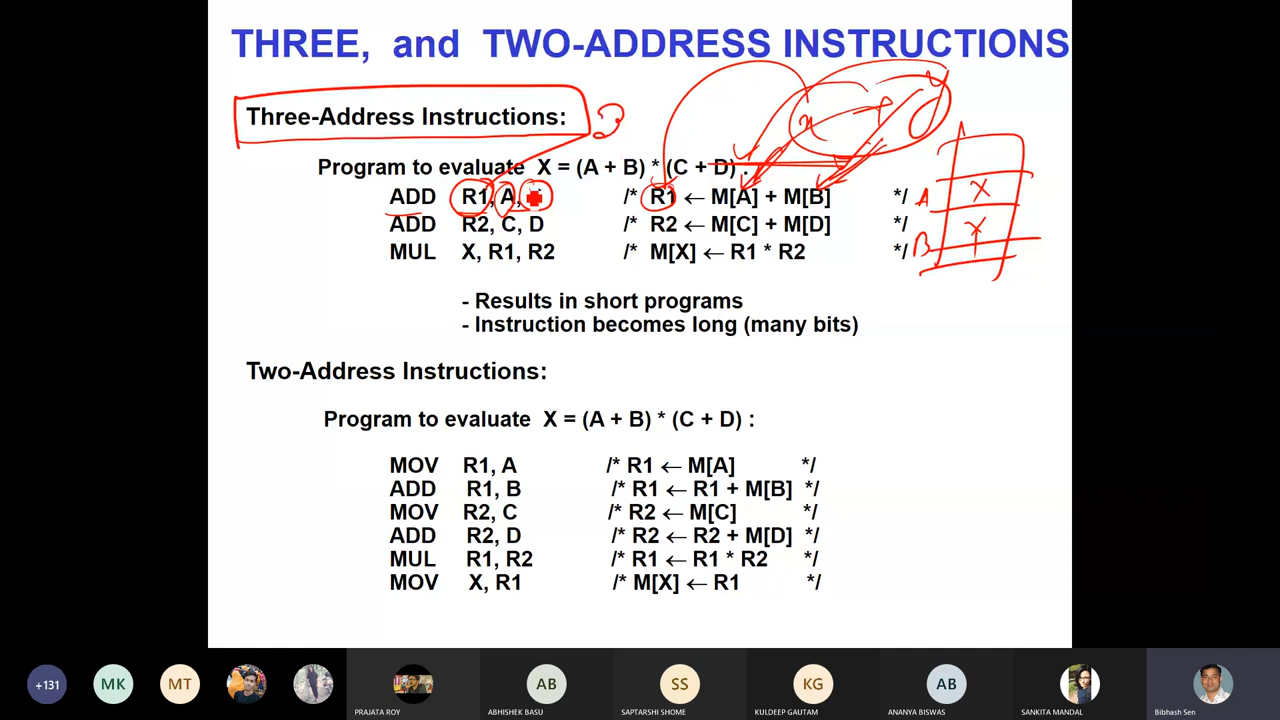 THREE, and TWO-ADDRESS INSTRUCTIONS
Three-Address Instructions:
3
x + y
Program to evaluate X = (A + B) * (C + D) :
ADD R1, A, /* R1 ← M[A] + M[B] */
ADD R2, C, D /* R2 ← M[C] + M[D] */
MUL X, R1, R2 /* M[X] ← R1 * R2 */
A X
B Y
- Results in short programs
- Instruction becomes long (many bits)
Two-Address Instructions:
Program to evaluate X = (A + B) * (C + D) :
MOV R1, A /* R1 ← M[A] */
ADD R1, B /* R1 ← R1 + M[B] */
MOV R2, C /* R2 ← M[C] */
ADD R2, D /* R2 ← R2 + M[D] */
MUL R1, R2 /* R1 ← R1 * R2 */
MOV X, R1 /* M[X] ← R1 */
+131 MK MT AB SS KG AB
PRAJATA ROY ABHISHEK BASU SAPTARSHI SHOME KULDEEP GAUTAM ANANYA BISWAS SANKITA MANDAL Bibhash Sen